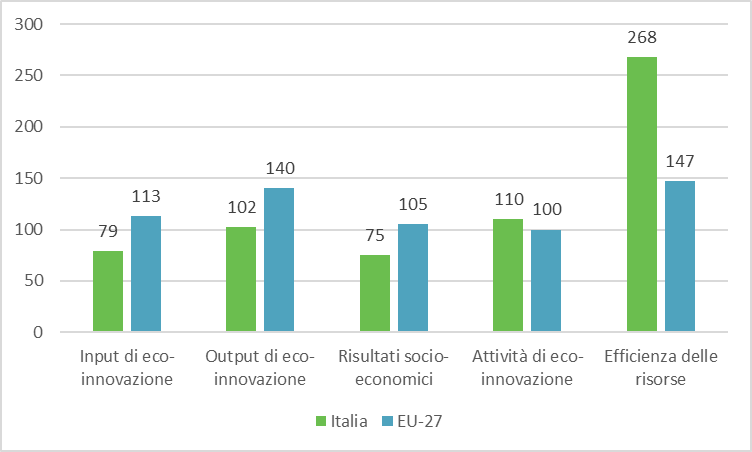 300
250
200
150
100
50
0
79
113
102
140
75
105
110
100
268
147
Input di eco-
innovazione
Output di eco-
innovazione
Risultati socio-
economici
Attività di eco-
innovazione
Efficienza delle
risorse
Italia
EU-27